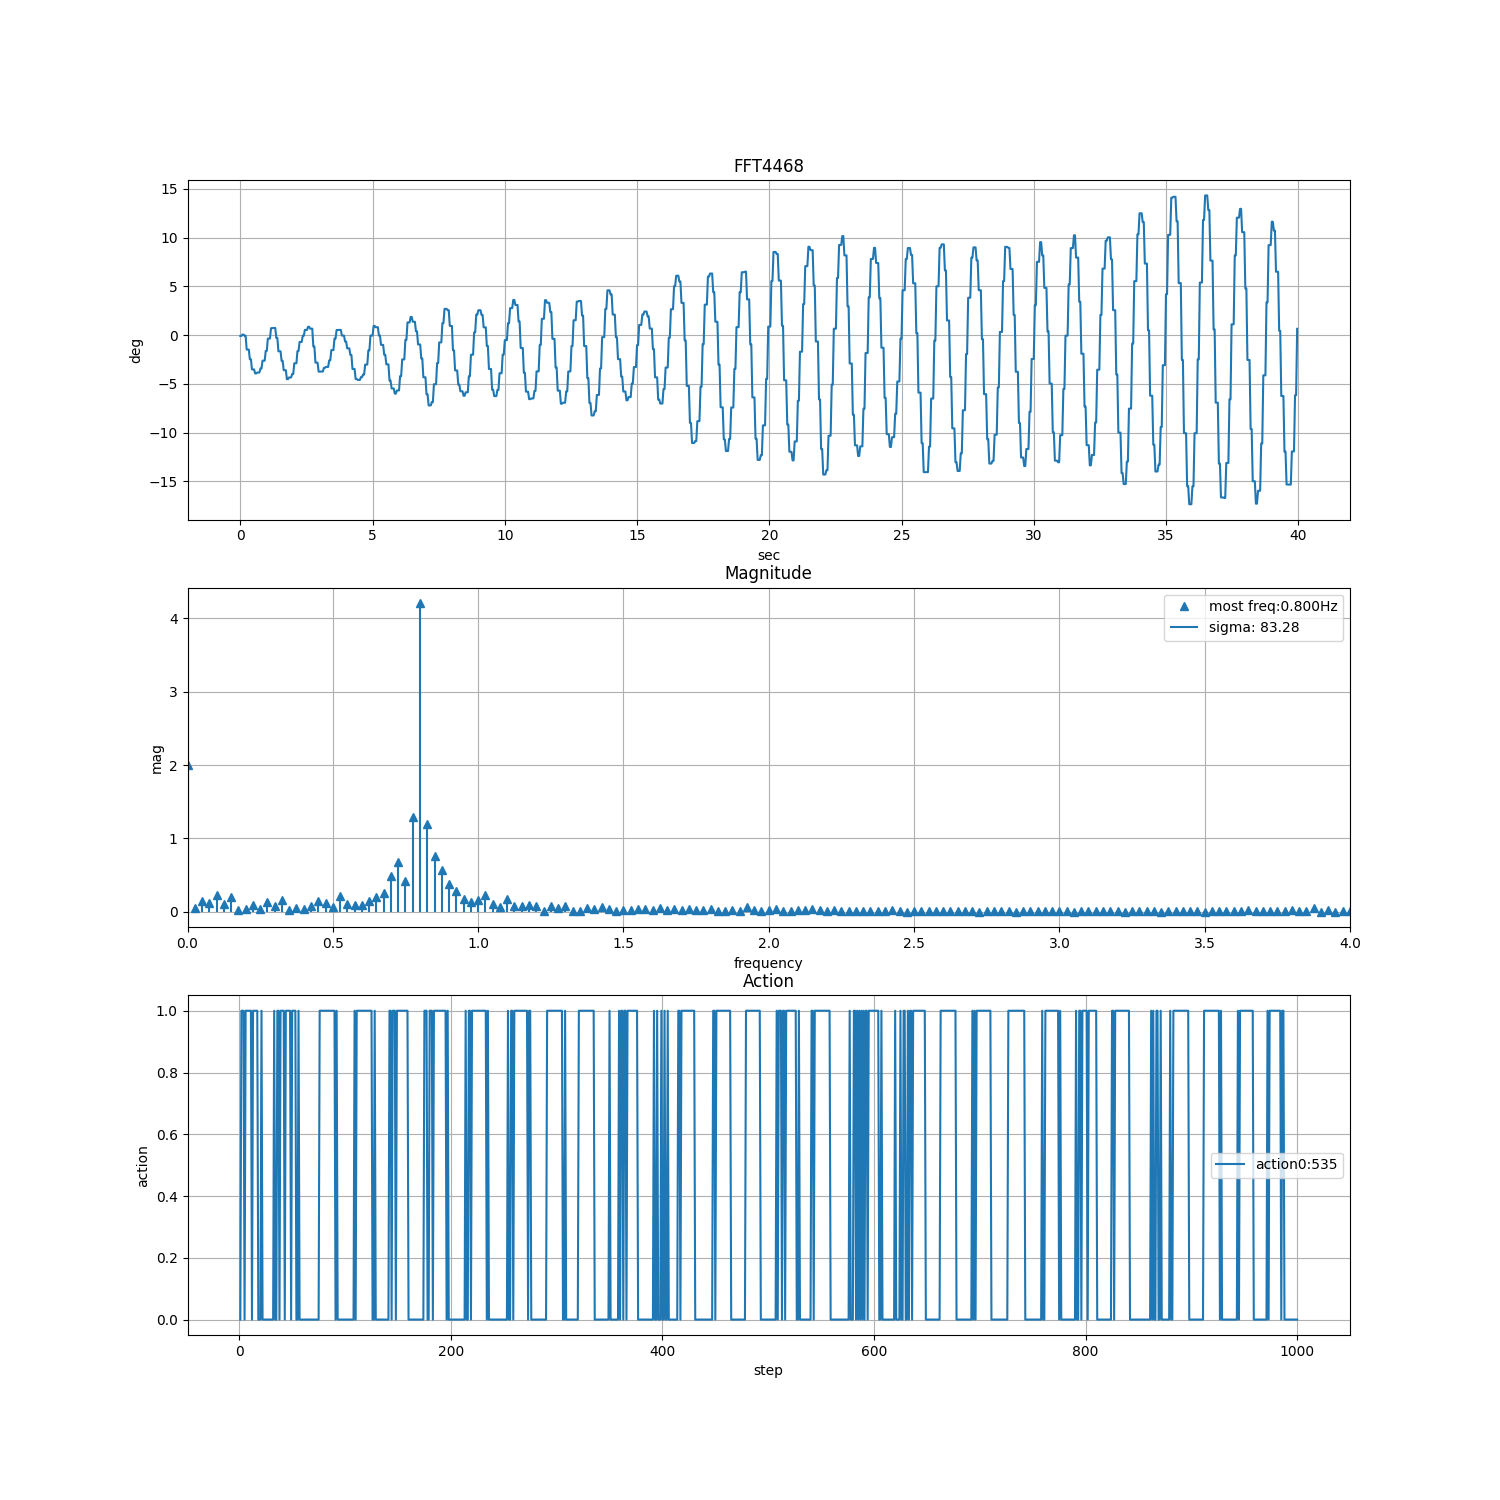 FFT4468
15
10
5
0
−5
−10
−15
deg
0 5 10 15 20 25 30 35 40
sec
Magnitude
most freq:0.800Hz
sigma: 83.28
4
3
2
1
0
mag
0.0 0.5 1.0 1.5 2.0 2.5 3.0 3.5 4.0
frequency
Action
1.0
0.8
0.6
0.4
0.2
0.0
action
action0:535
0 200 400 600 800 1000
step